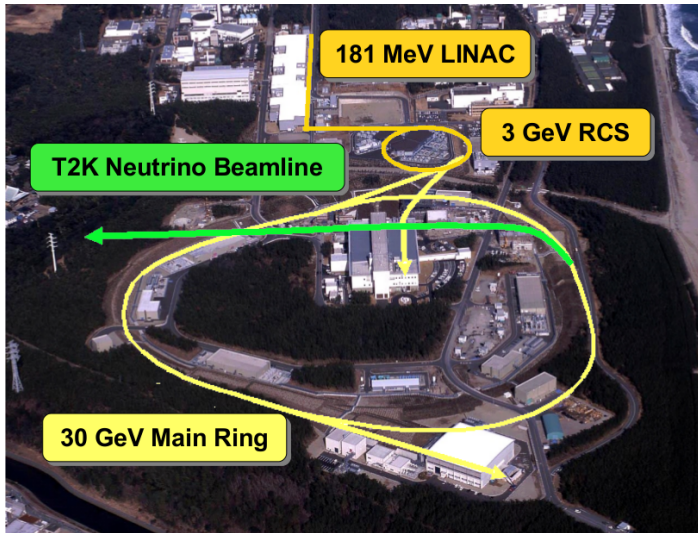 181 MeV LINAC
3 GeV RCS
T2K Neutrino Beamline
30 GeV Main Ring